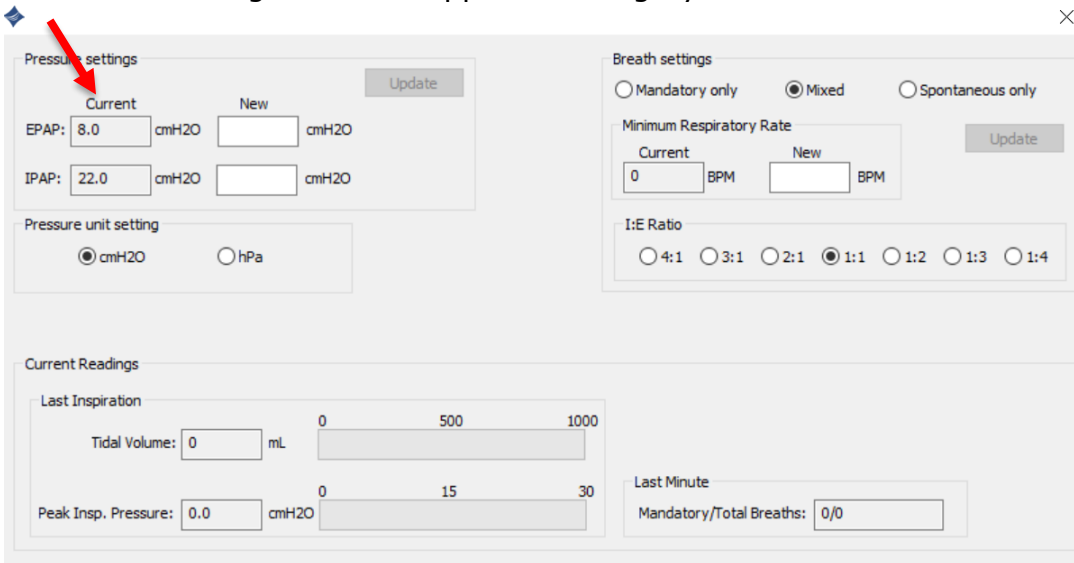 Pressure settings
Update
Current New
EPAP: 8.0 cmH2O cmH2O
IPAP: 22.0 cmH2O cmH2O
Pressure unit setting
cmH2O hPa
Breath settings
Mandatory only Mixed Spontaneous only
Minimum Respiratory Rate
Update
Current New
0 BPM BPM
I:E Ratio
4:1 3:1 2:1 1:1 1:2 1:3 1:4
Current Readings
Last Inspiration
0 500 1000
Tidal Volume: 0 mL
0 15 30
Peak Insp. Pressure: 0.0 cmH2O
Last Minute
Mandatory/Total Breaths: 0/0